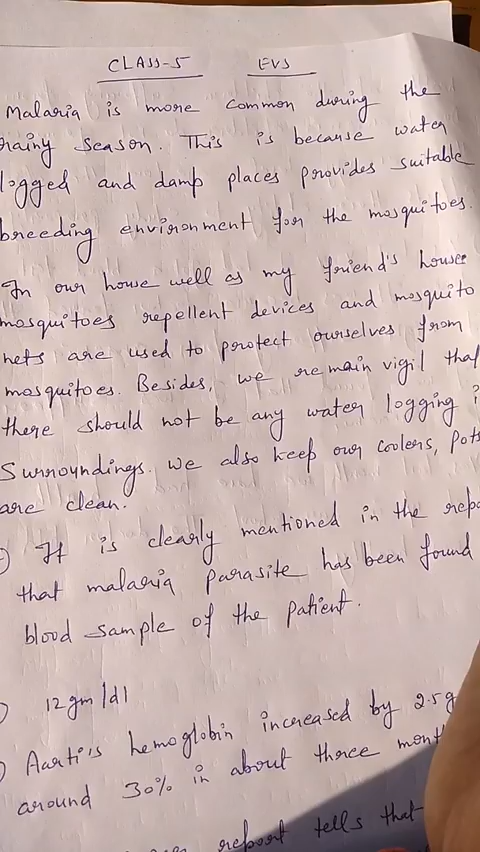 CLASS-5 EVS
Malaria is more common during the
rainy season. This is because water
logged and damp places provides suitable
breeding environment for the mosquitoes.
In our house well as my friend's house
mosquitoes repellent devices and mosquito
nets are used to protect ourselves from
mosquitoes. Besides, we remain vigil that
there should not be any water logging
Surroundings. we also keep our coolers, pots
are clean.
It is clearly mentioned in the repo
that malaria parasite has been found
blood sample of the patient.
12gm/dl
Aarti's hemoglobin increased by 2.5g
around 30% in about three mont
report tells that